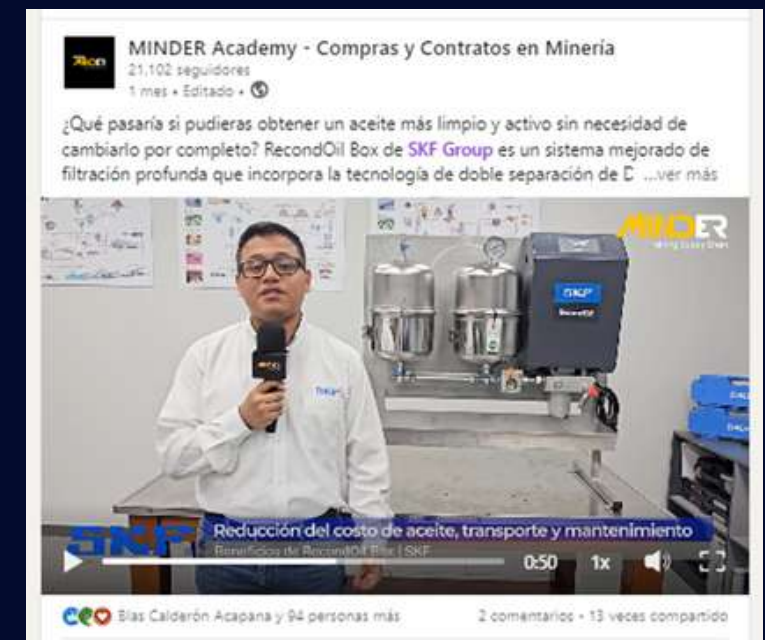 MINDER Academy - Compras y Contratos en Minería
21,102 seguidores
1 mes • Editado •
¿Qué pasaría si pudieras obtener un aceite más limpio y activo sin necesidad de
cambiarlo por completo? RecondOil Box de SKF Group es un sistema mejorado de
filtración profunda que incorpora la tecnología de doble separación de D ...ver más
MINDER
SKF
RecondOil
SKF
Reducción del costo de aceite, transporte y mantenimiento
Beneficios de RecondOil Box | SKF
0:50 1x
Blas Calderón Acapana y 94 personas más 2 comentarios • 13 veces compartido